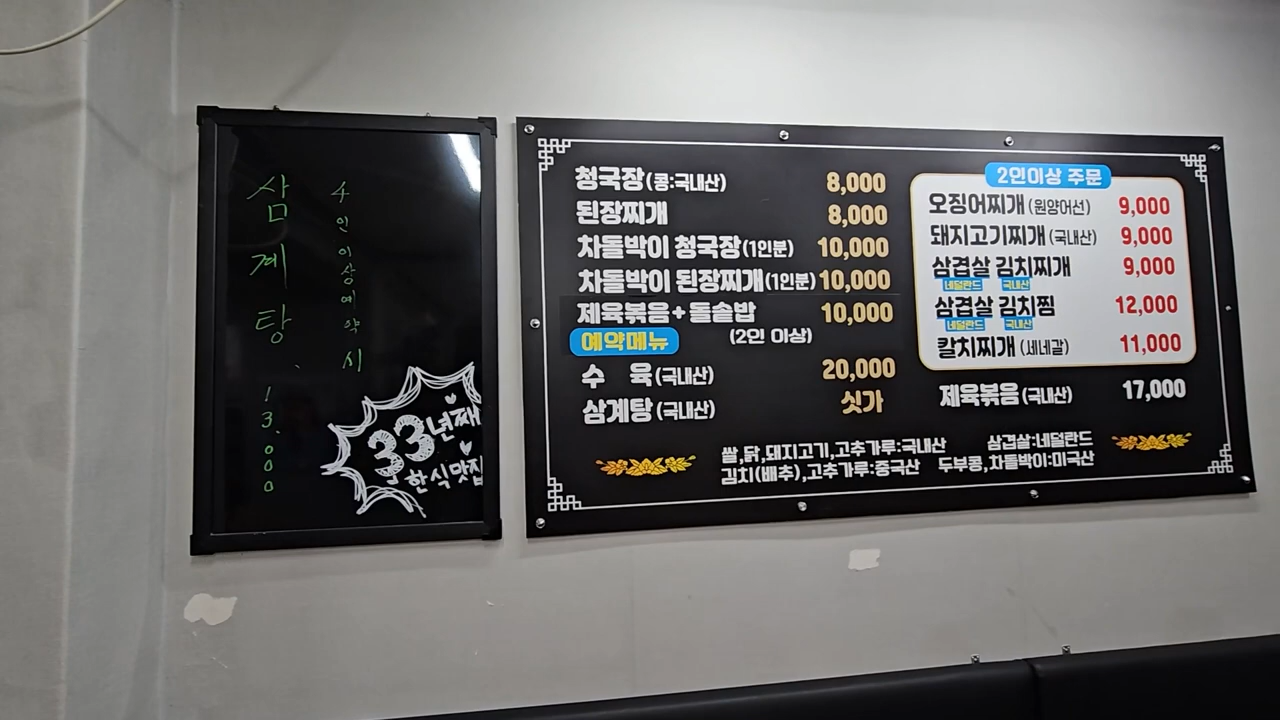 삼계탕 13.000
4인이상예약시
33년째
한식맛집
청국장(콩:국내산) 8,000
된장찌개 8,000
차돌박이 청국장(1인분) 10,000
차돌박이 된장찌개(1인분) 10,000
제육볶음+돌솥밥 10,000
(2인 이상)
예약메뉴
수 육(국내산) 20,000
삼계탕(국내산) 싯가
2인이상 주문
오징어찌개(원양어선) 9,000
돼지고기찌개(국내산) 9,000
삼겹살 김치찌개 9,000
네덜란드 국내산
삼겹살 김치찜 12,000
네덜란드 국내산
칼치찌개(세네갈) 11,000
제육볶음(국내산) 17,000
쌀,닭,돼지고기,고추가루:국내산 삼겹살:네덜란드
김치(배추),고추가루:중국산 두부콩,차돌박이:미국산